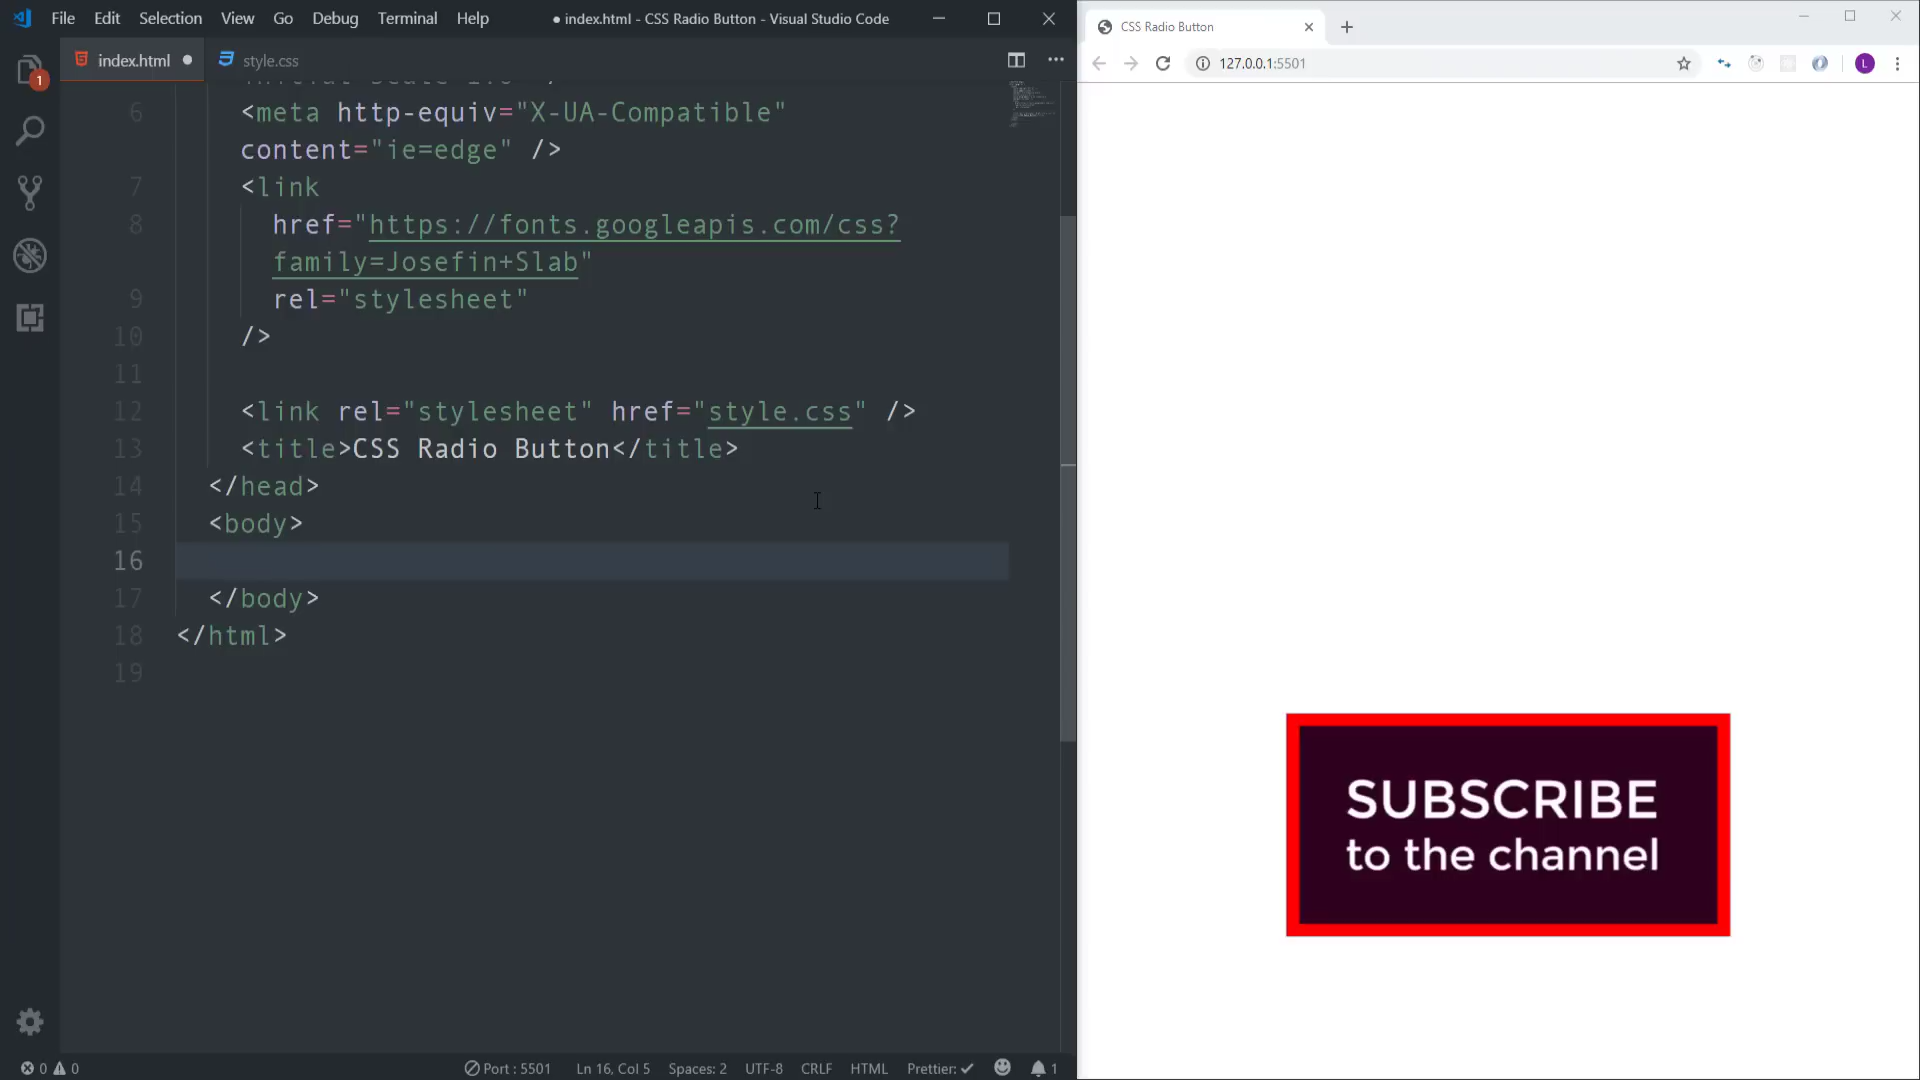 File Edit Selection View Go Debug Terminal Help
● index.html - CSS Radio Button - Visual Studio Code
index.html ● style.css
1
6 <meta http-equiv="X-UA-Compatible"
content="ie=edge" />
7 <link
8 href="https://fonts.googleapis.com/css?
family=Josefin+Slab"
9 rel="stylesheet"
10 />
11
12 <link rel="stylesheet" href="style.css" />
13 <title>CSS Radio Button</title>
14 </head>
15 <body>
16
17 </body>
18 </html>
19
0 0 Port : 5501 Ln 16, Col 5 Spaces: 2 UTF-8 CRLF HTML Prettier: ✓ 1
CSS Radio Button
127.0.0.1:5501
L
SUBSCRIBE
to the channel